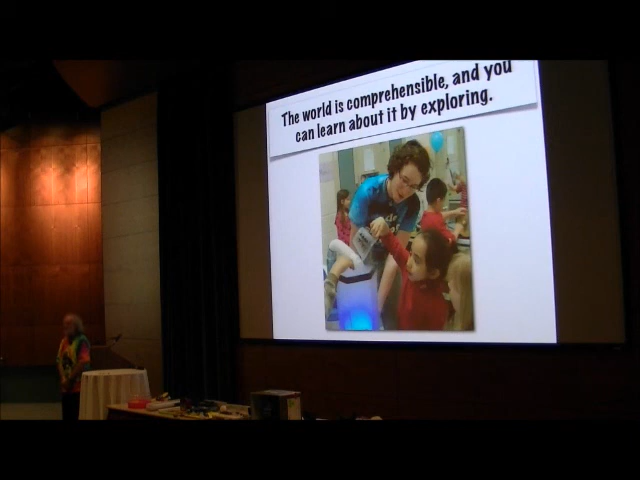 The world is comprehensible, and you
can learn about it by exploring.